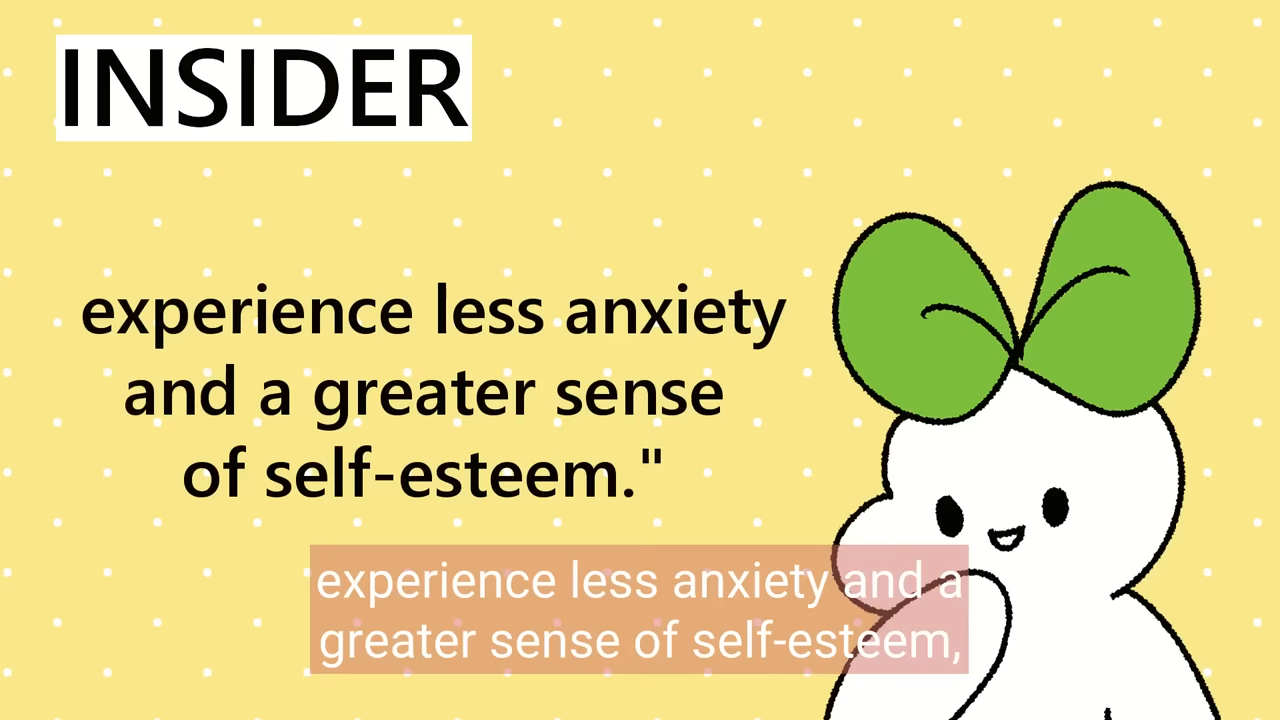 INSIDER
experience less anxiety
and a greater sense
of self-esteem."
experience less anxiety and a
greater sense of self-esteem,